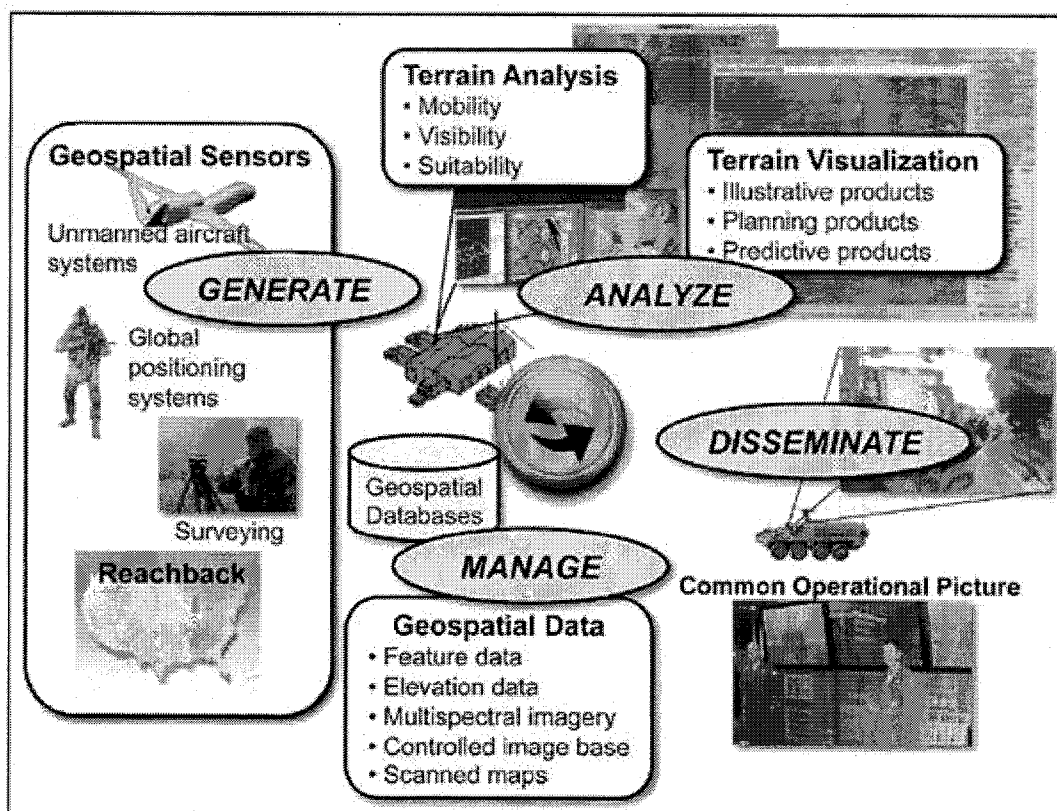 Geospatial Sensors
Unmanned aircraft
systems
GENERATE
Global
positioning
systems
Surveying
Reachback
Terrain Analysis
• Mobility
• Visibility
• Suitability
Terrain Visualization
• Illustrative products
• Planning products
• Predictive products
ANALYZE
Geospatial
Databases
MANAGE
Geospatial Data
• Feature data
• Elevation data
• Multispectral imagery
• Controlled image base
• Scanned maps
DISSEMINATE
Common Operational Picture